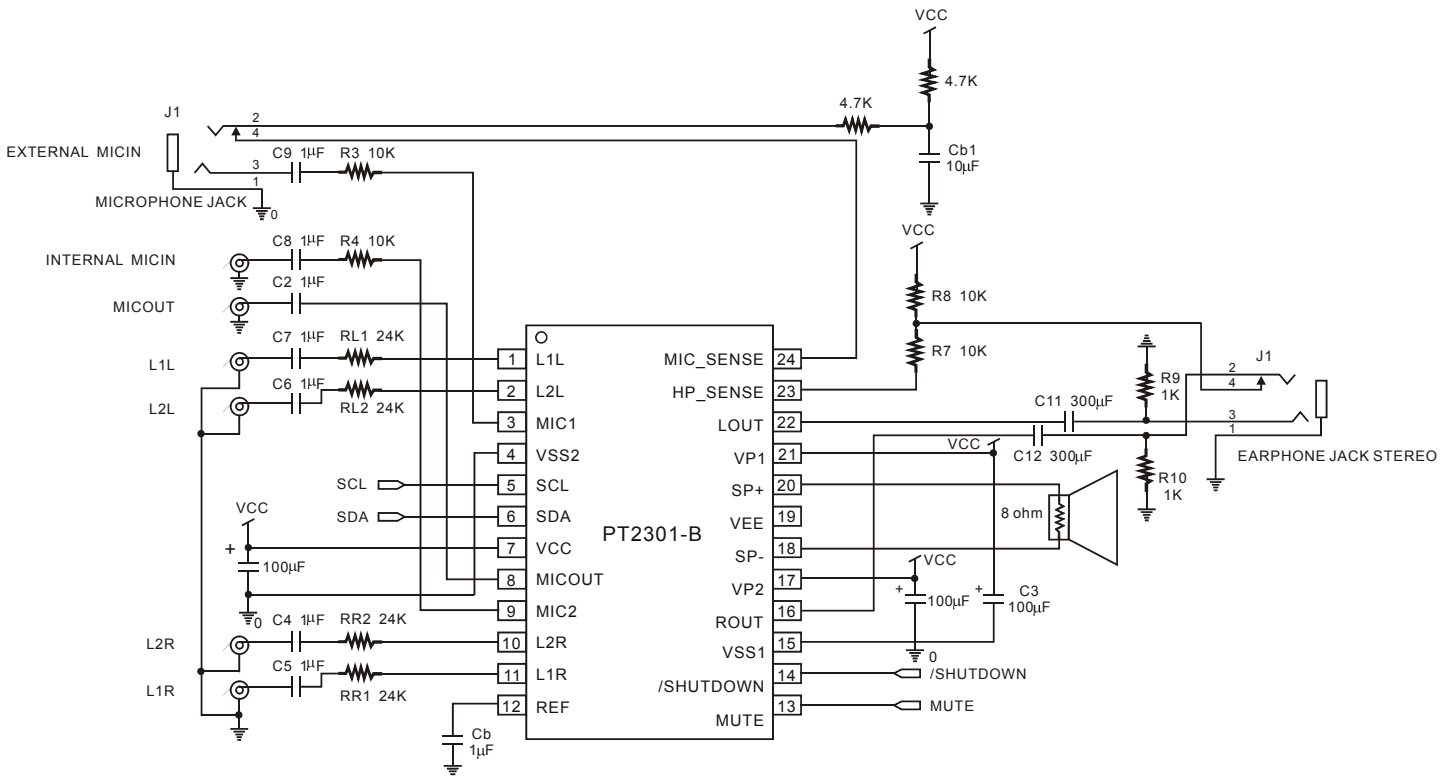 VCC
4.7K
4.7K
J1
2
4
EXTERNAL MICIN
C9 1µF R3 10K
3
1
MICROPHONE JACK
0
Cb1
10µF
VCC
C8 1µF R4 10K
INTERNAL MICIN
C2 1µF
MICOUT
R8 10K
R7 10K
C7 1µF RL1 24K
L1L
C6 1µF
RL2 24K
L2L
1 L1L
2 L2L
3 MIC1
4 VSS2
5 SCL
6 SDA
7 VCC
8 MICOUT
9 MIC2
10 L2R
11 L1R
12 REF
PT2301-B
MIC_SENSE 24
HP_SENSE 23
LOUT 22
VP1 21
SP+ 20
VEE 19
SP- 18
VP2 17
ROUT 16
VSS1 15
/SHUTDOWN 14
MUTE 13
SCL
SDA
VCC
+
100µF
0
C4 1µF RR2 24K
L2R
C5 1µF
RR1 24K
L1R
Cb
1µF
J1
2
4
3
1
R9
1K
C11 300µF
VCC
C12 300µF
R10
1K
EARPHONE JACK STEREO
8 ohm
VCC
+
100µF
+
C3
100µF
0
/SHUTDOWN
MUTE